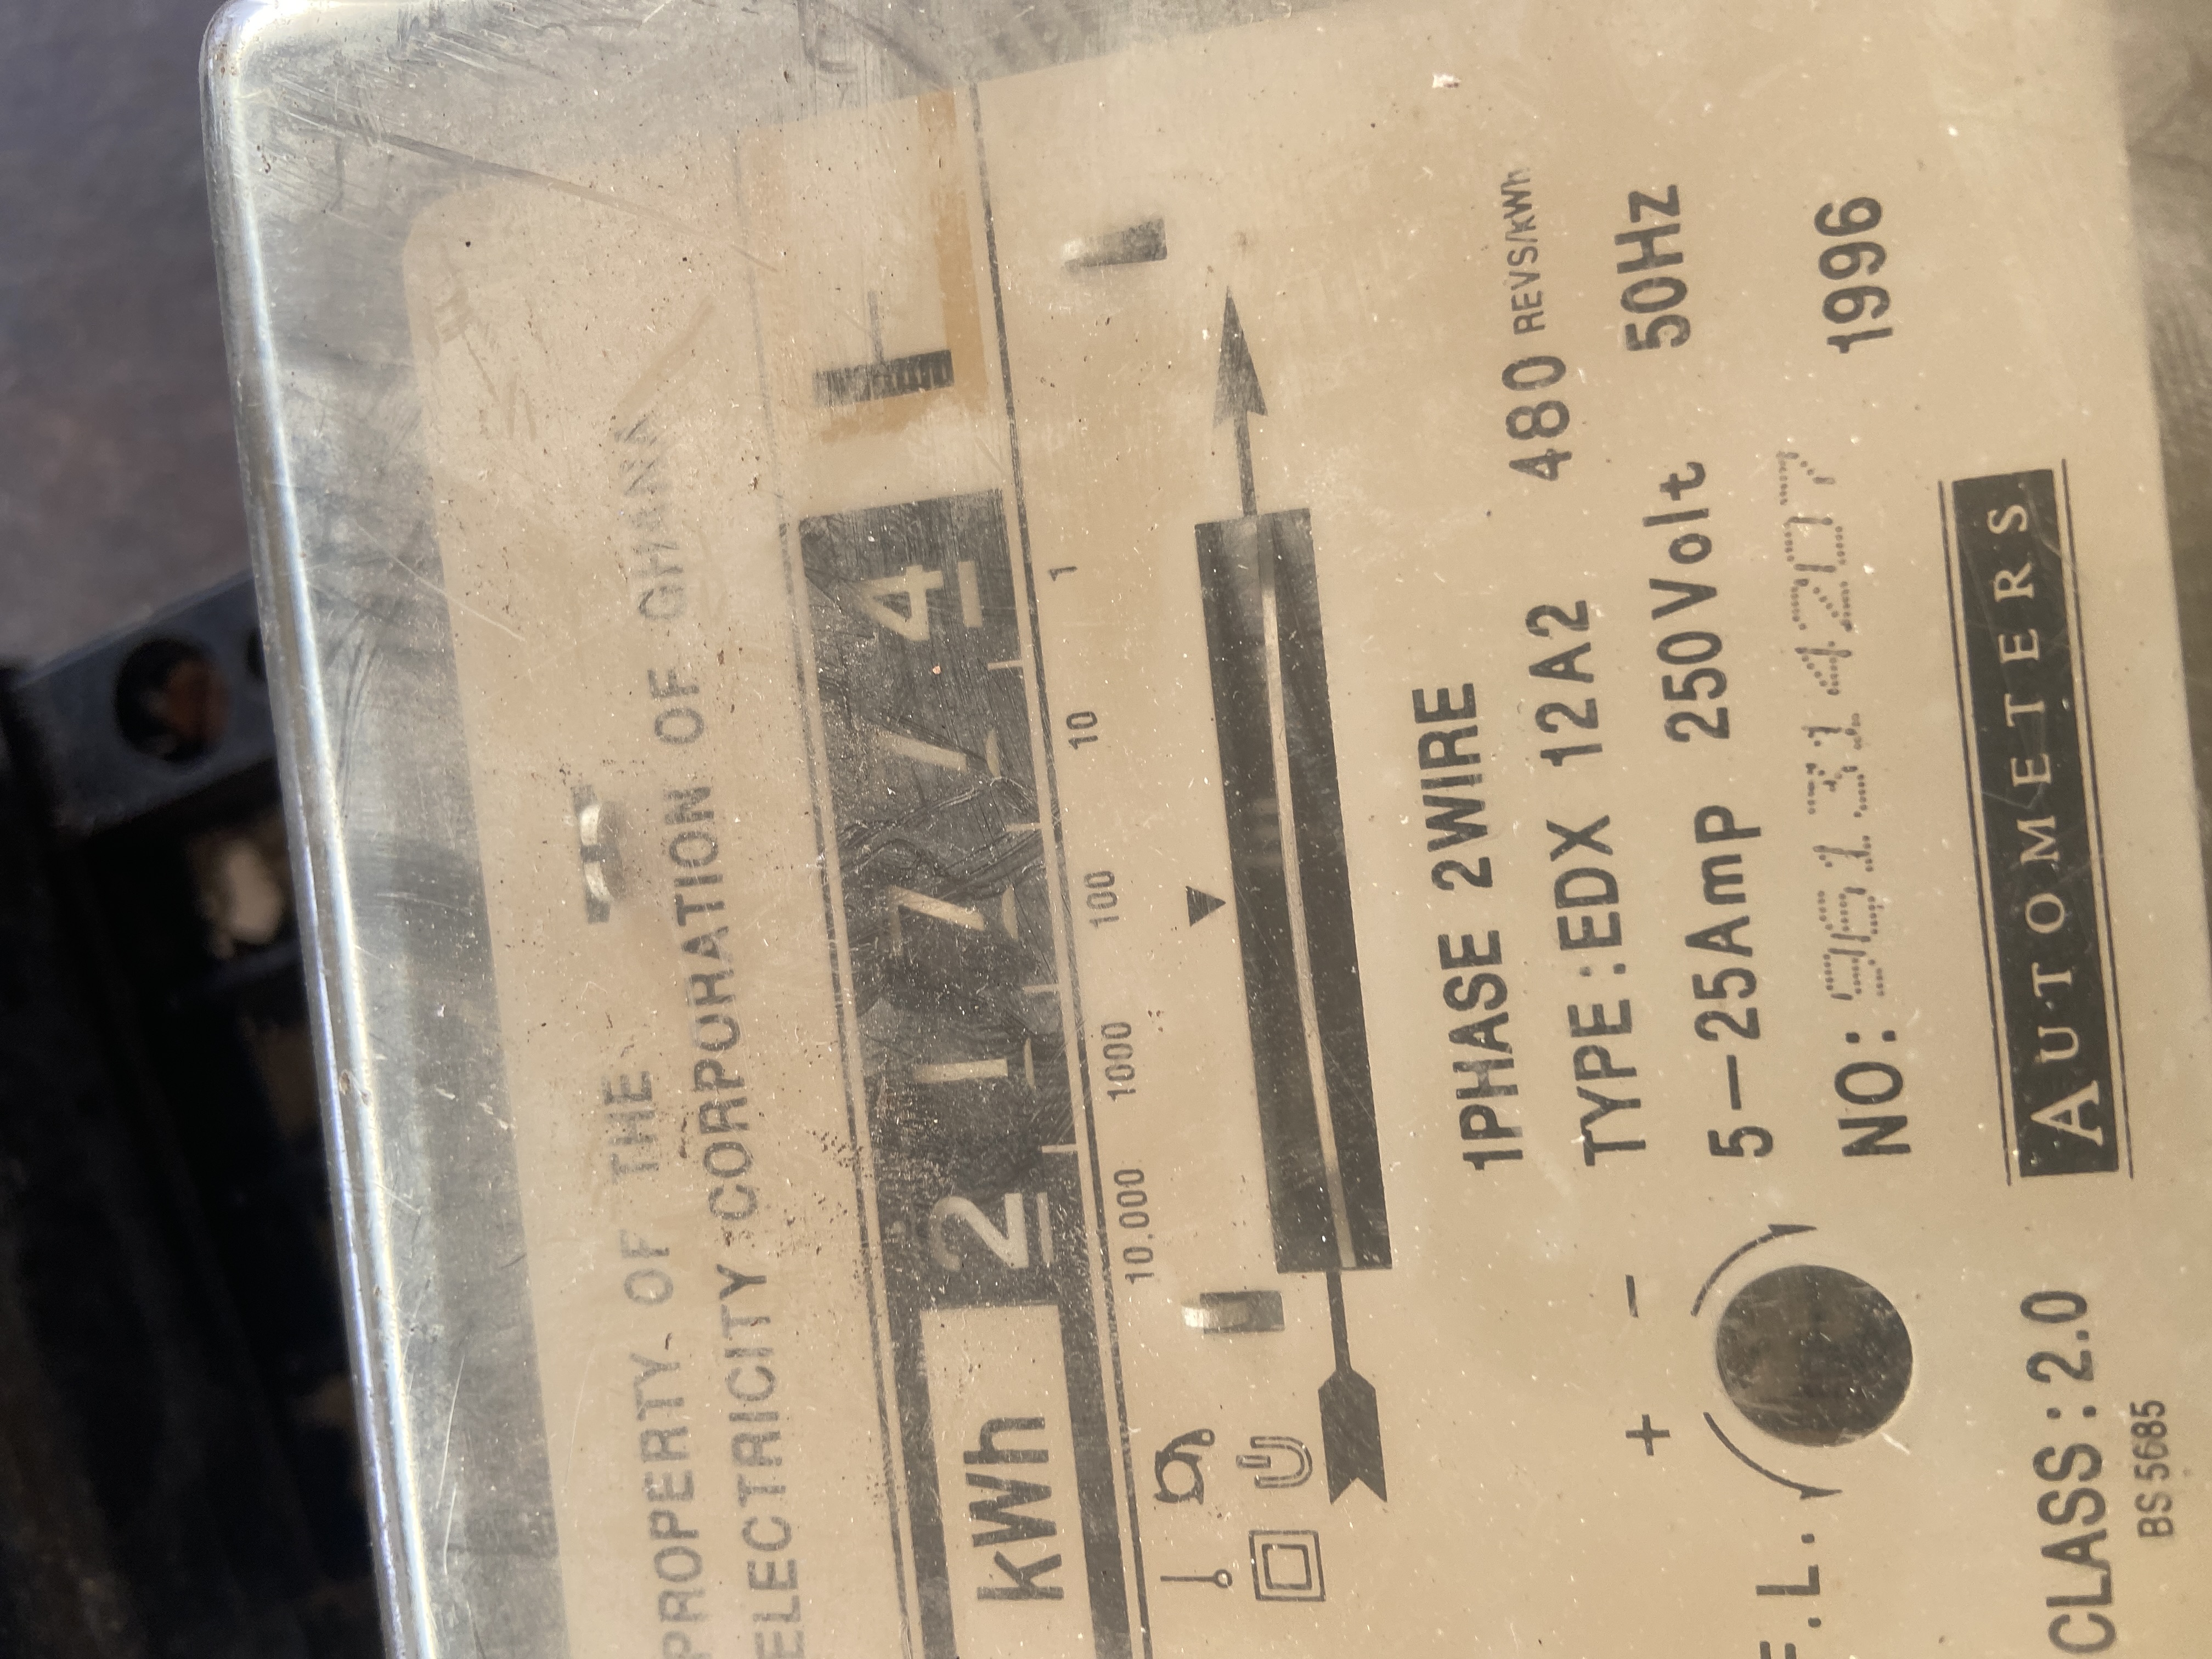 PROPERTY OF THE
ELECTRICITY CORPORATION OF GHANA
kWh 2 1 7 7 4
10,000 1000 100 10 1
1PHASE 2WIRE
TYPE:EDX 12A2 480 REVS/kWh
+ −
5–25Amp 250Volt 50Hz
F.L.
NO: 961314207 1996
CLASS: 2.0
AUTOMETERS
BS 5685